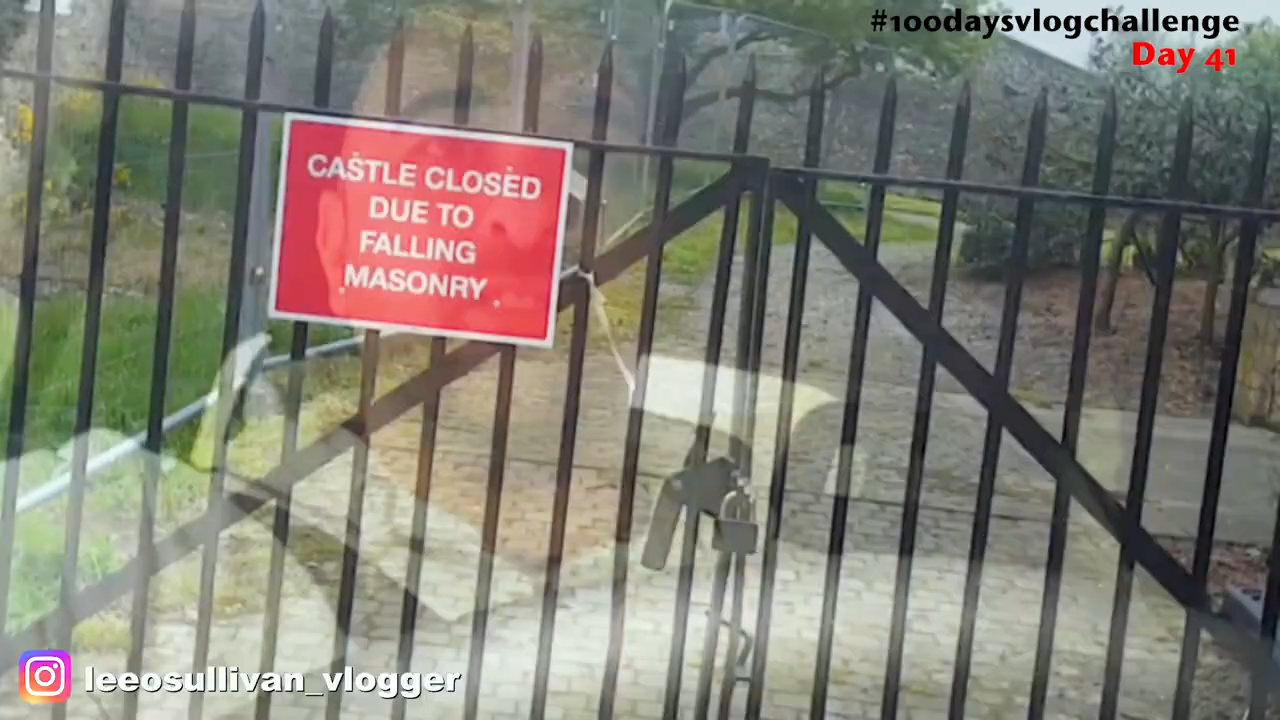 #100daysvlogchallenge
Day 41
CASTLE CLOSED
DUE TO
FALLING
MASONRY
leeosullivan_vlogger